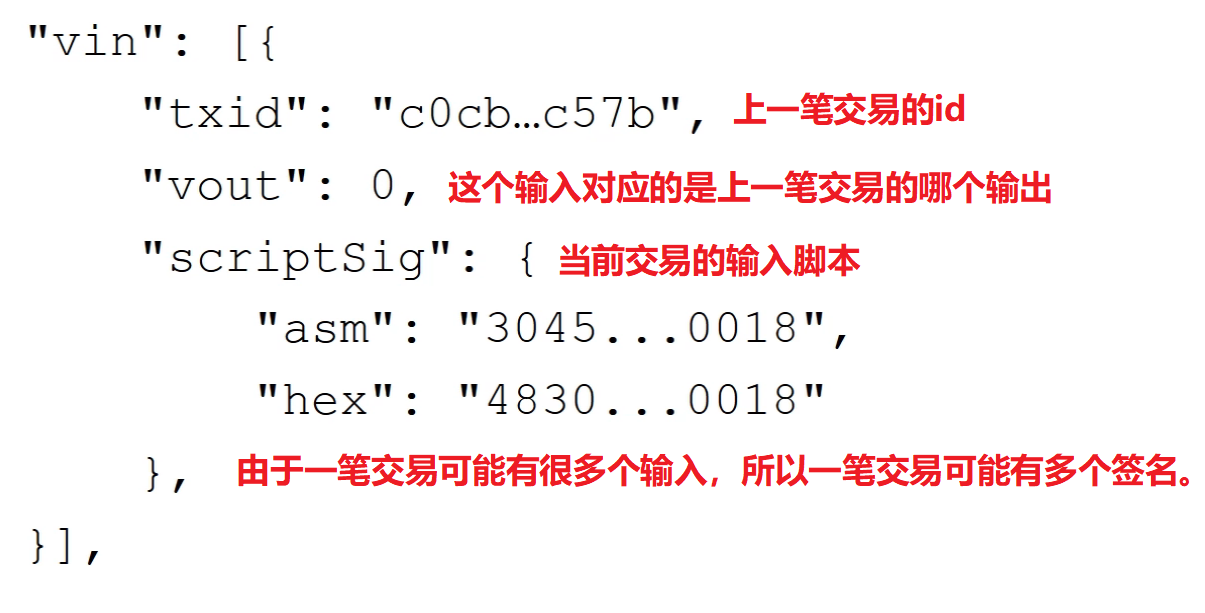 "vin": [{
"txid": "c0cb…c57b", 上一笔交易的id
"vout": 0, 这个输入对应的是上一笔交易的哪个输出
"scriptSig": { 当前交易的输入脚本
"asm": "3045...0018",
"hex": "4830...0018"
}, 由于一笔交易可能有很多个输入，所以一笔交易可能有多个签名。
}],